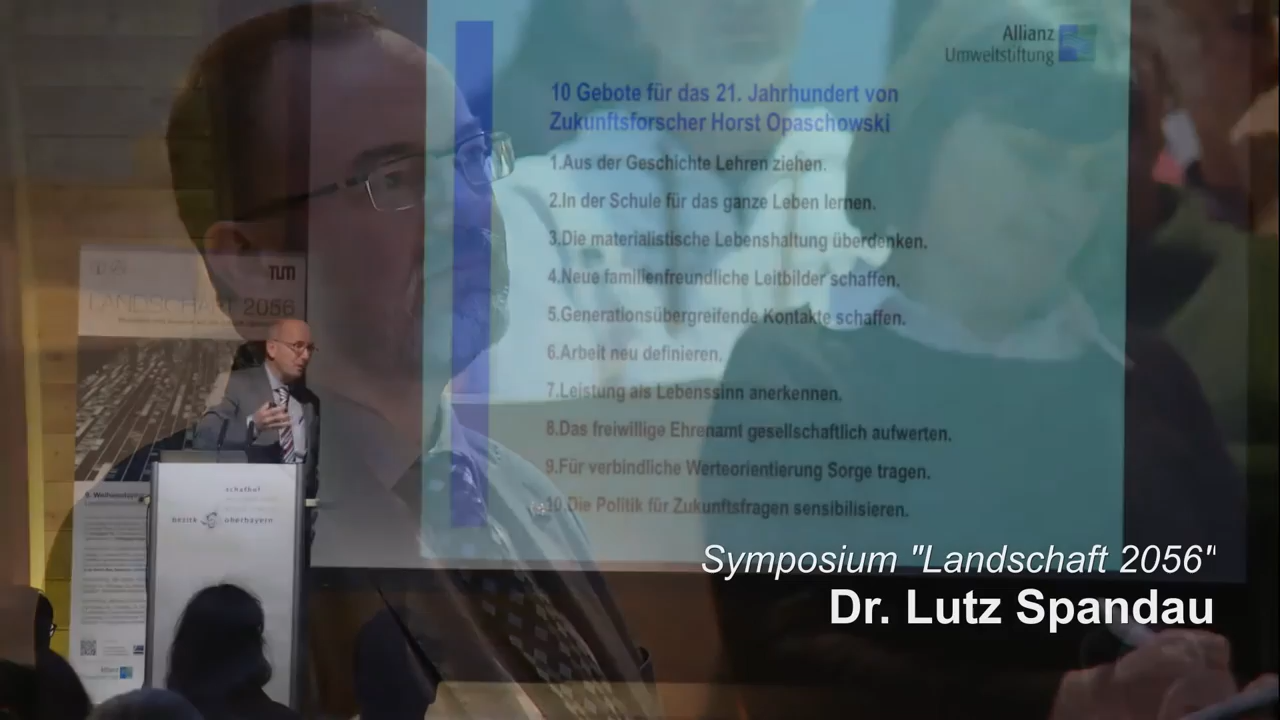 Allianz
Umweltstiftung
10 Gebote für das 21. Jahrhundert von
Zukunftsforscher Horst Opaschowski
1.Aus der Geschichte Lehren ziehen.
2.In der Schule für das ganze Leben lernen.
3.Die materialistische Lebenshaltung überdenken.
4.Neue familienfreundliche Leitbilder schaffen.
5.Generationsübergreifende Kontakte schaffen.
6.Arbeit neu definieren.
7.Leistung als Lebenssinn anerkennen.
8.Das freiwillige Ehrenamt gesellschaftlich aufwerten.
9.Für verbindliche Werteorientierung Sorge tragen.
10.Die Politik für Zukunftsfragen sensibilisieren.
TUM
LANDSCHAFT 2056
schafhof
bezirk oberbayern
Allianz
Symposium "Landschaft 2056"
Dr. Lutz Spandau